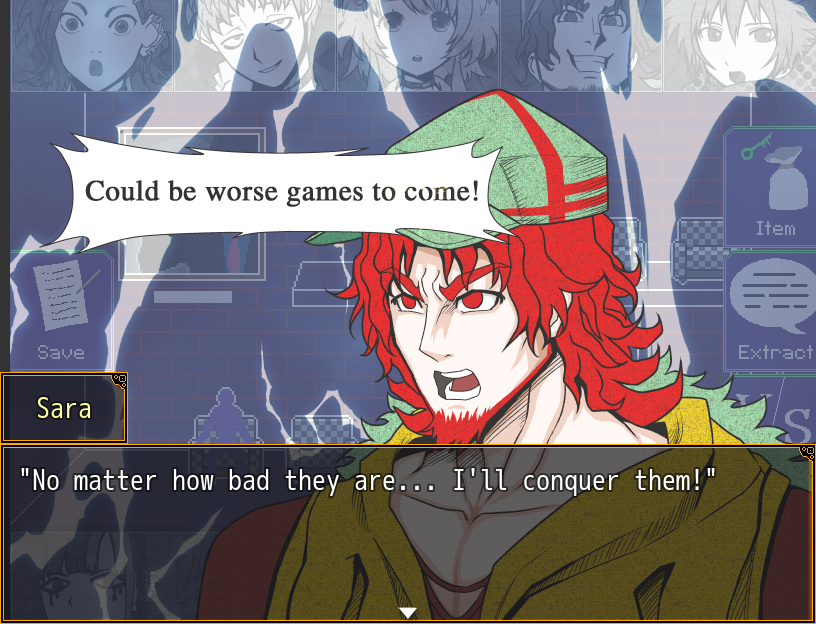 Could be worse games to come!
Item
Save
Extract
Sara
"No matter how bad they are... I'll conquer them!"